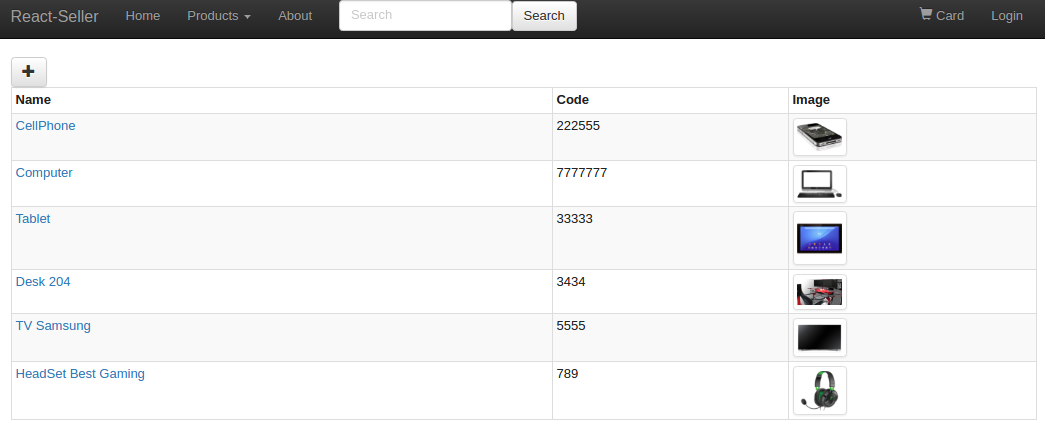 React-Seller Home Products About Search Search Card Login
Name Code Image
CellPhone 222555
Computer 7777777
Tablet 33333
Desk 204 3434
TV Samsung 5555
HeadSet Best Gaming 789